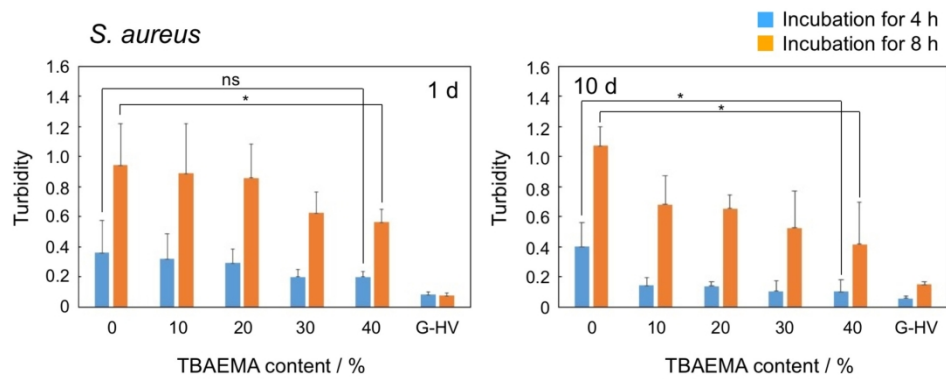 S. aureus
Incubation for 4 h
Incubation for 8 h
1 d
ns
*
Turbidity
1.6
1.4
1.2
1.0
0.8
0.6
0.4
0.2
0
0 10 20 30 40 G-HV
TBAEMA content / %
10 d
*
*
Turbidity
1.6
1.4
1.2
1.0
0.8
0.6
0.4
0.2
0
0 10 20 30 40 G-HV
TBAEMA content / %